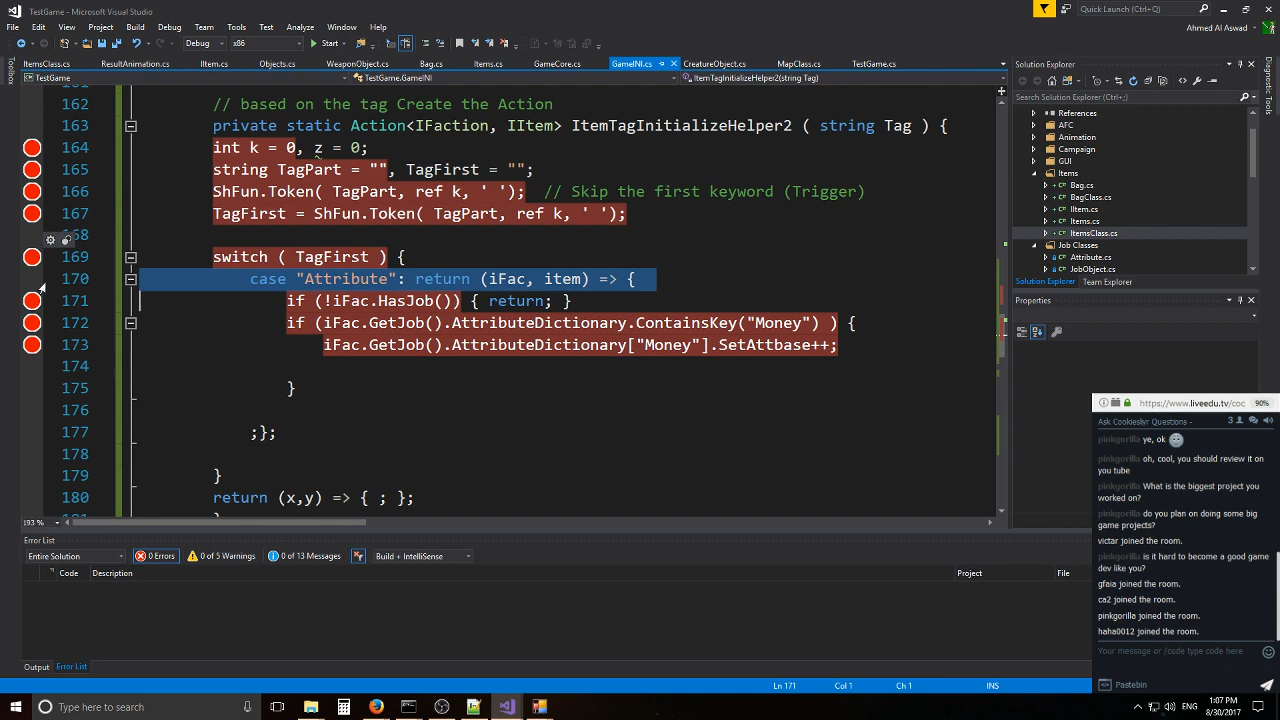 TestGame - Microsoft Visual Studio
Quick Launch (Ctrl+;)
File Edit View Project Build Debug Team Tools Architecture Test Analyze Window Help
Ahmed Al Aswad
Debug x86 Start
ItemsClass.cs ResultAnimation.cs IItem.cs Objects.cs WeaponObject.cs Bag.cs Items.cs GameCore.cs GameINI.cs CreatureObject.cs MapClass.cs TestGame.cs
TestGame TestGame.GameINI ItemTagInitializeHelper2(string Tag)
Toolbox
161
162 // based on the tag Create the Action
163 private static Action<IFaction, IItem> ItemTagInitializeHelper2 ( string Tag ) {
164 int k = 0, z = 0;
165 string TagPart = "", TagFirst = "";
166 ShFun.Token( TagPart, ref k, ' '); // Skip the first keyword (Trigger)
167 TagFirst = ShFun.Token( TagPart, ref k, ' ');
168
169 switch ( TagFirst ) {
170 case "Attribute": return (iFac, item) => {
171 if (!iFac.HasJob()) { return; }
172 if (iFac.GetJob().AttributeDictionary.ContainsKey("Money") ) {
173 iFac.GetJob().AttributeDictionary["Money"].SetAttbase++;
174
175 }
176
177 ;};
178
179 }
180 return (x,y) => { ; };
193 %
Solution Explorer
Search Solution Explorer (Ctrl+;)
References
AFC
Animation
Campaign
GUI
Items
Bag.cs
BagClass.cs
IItem.cs
Items.cs
ItemsClass.cs
Job Classes
Attribute.cs
JobObject.cs
Solution Explorer Team Explorer
Properties
Diagnostic Tools
Error List
Entire Solution 0 Errors 0 of 5 Warnings 0 of 13 Messages Build + IntelliSense
Code Description Project File
Output Error List
Ln 171 Col 1 Ch 1 INS
https://www.liveedu.tv/coc 90%
Ask Cookiesliyr Questions - 3
pinkgorilla ye, ok
pinkgorilla oh, cool, you should review it on
you tube
pinkgorilla What is the biggest project you
worked on?
pinkgorilla do you plan on doing some big
game projects?
victar joined the room.
pinkgorilla is it hard to become a good game
dev like you?
gfaia joined the room.
ca2 joined the room.
pinkgorilla joined the room.
haha0012 joined the room.
Your message or /code type code here
Pastebin
Type here to search
ENG
1:07 PM
8/30/2017